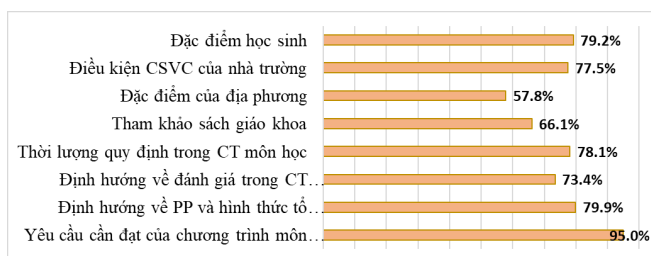 Đặc điểm học sinh 79.2%
Điều kiện CSVC của nhà trường 77.5%
Đặc điểm của địa phương 57.8%
Tham khảo sách giáo khoa 66.1%
Thời lượng quy định trong CT môn học 78.1%
Định hướng về đánh giá trong CT… 73.4%
Định hướng về PP và hình thức tổ… 79.9%
Yêu cầu cần đạt của chương trình môn… 95.0%